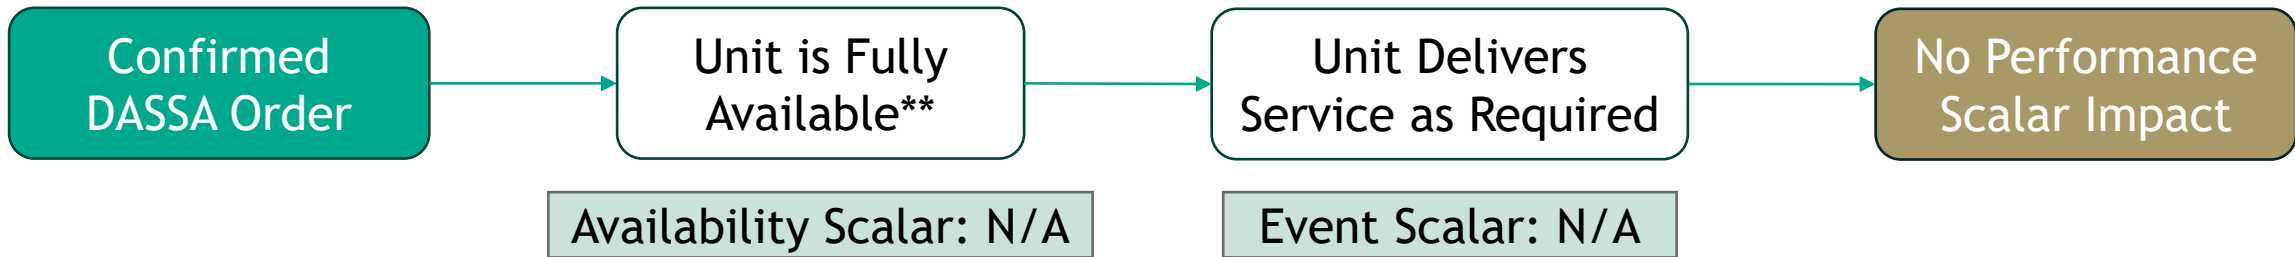 Confirmed
DASSA Order
Unit is Fully
Available**
Unit Delivers
Service as Required
No Performance
Scalar Impact
Availability Scalar: N/A
Event Scalar: N/A